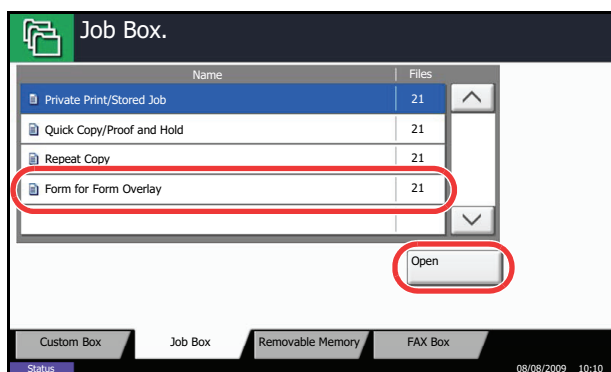 Job Box.
Name Files
Private Print/Stored Job 21
Quick Copy/Proof and Hold 21
Repeat Copy 21
Form for Form Overlay 21
Open
Custom Box Job Box Removable Memory FAX Box
Status 08/08/2009 10:10